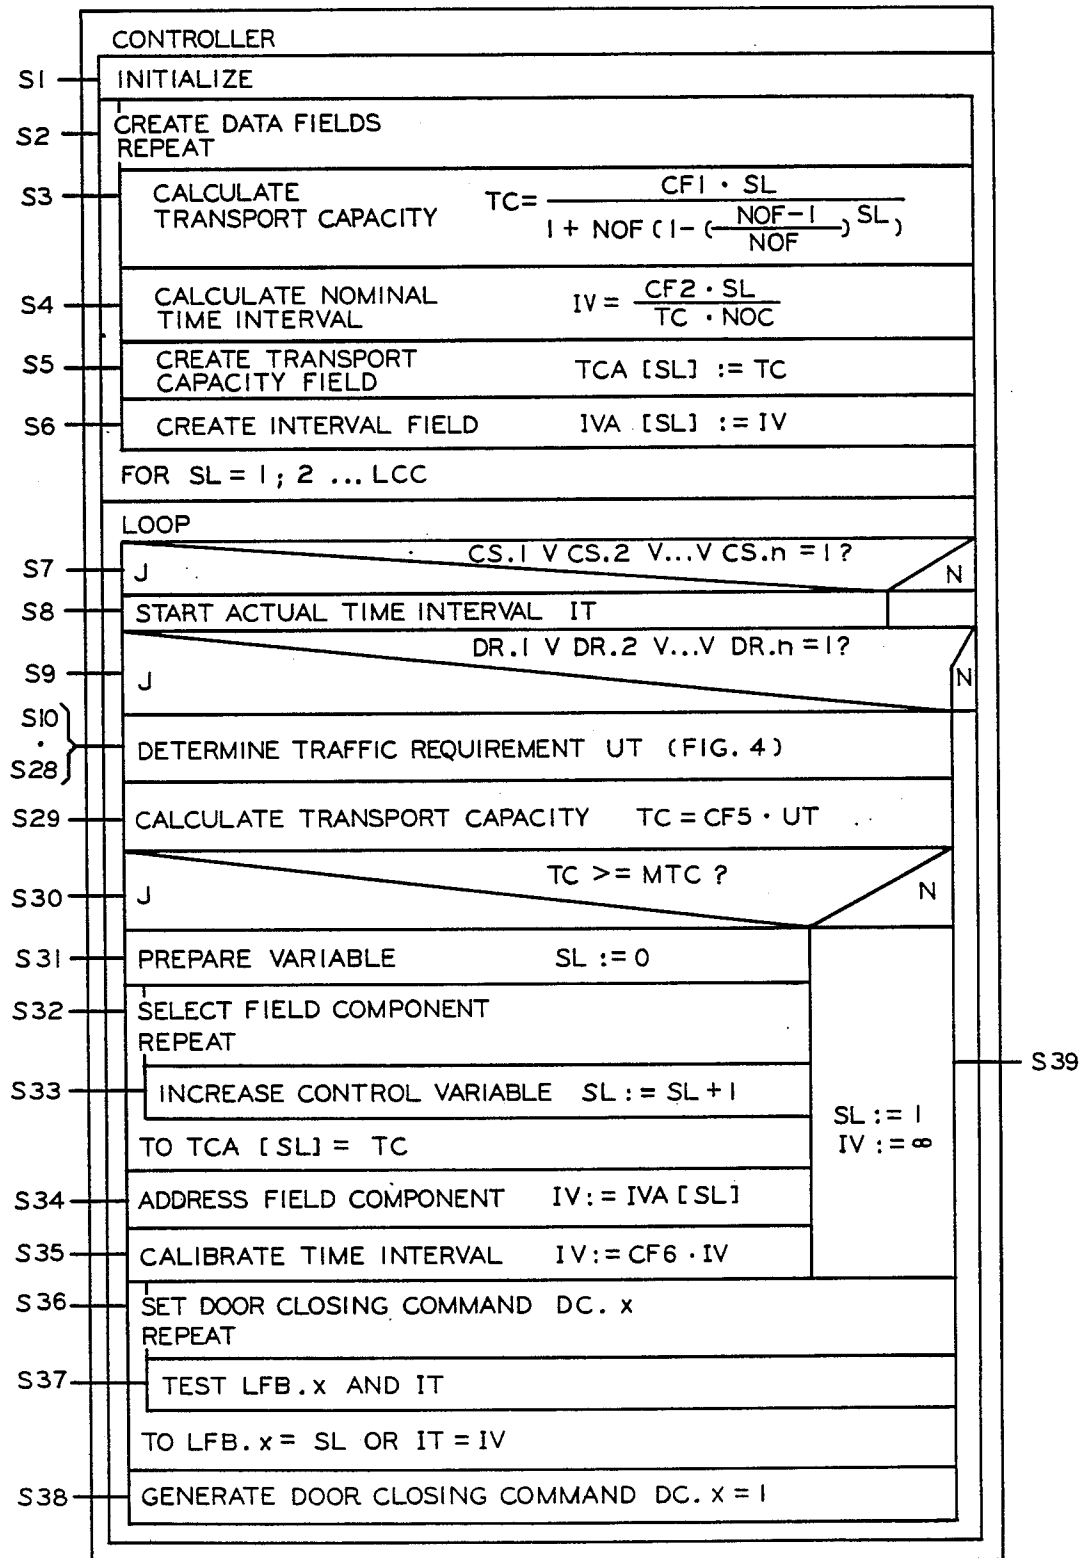 CONTROLLER
S1 INITIALIZE
S2 CREATE DATA FIELDS
REPEAT
S3 CALCULATE
TRANSPORT CAPACITY TC= CF1 · SL / 1 + NOF (1-(NOF-1 / NOF) SL)
S4 CALCULATE NOMINAL
TIME INTERVAL IV = CF2 · SL / TC · NOC
S5 CREATE TRANSPORT
CAPACITY FIELD TCA [SL] := TC
S6 CREATE INTERVAL FIELD IVA [SL] := IV
FOR SL = 1; 2 ... LCC
LOOP
CS.1 V CS.2 V...V CS.n = 1?
S7 J N
S8 START ACTUAL TIME INTERVAL IT
DR.1 V DR.2 V...V DR.n = 1?
S9 J N
S10
·
S28
DETERMINE TRAFFIC REQUIREMENT UT (FIG. 4)
S29 CALCULATE TRANSPORT CAPACITY TC = CF5 · UT
TC >= MTC ?
S30 J N
S31 PREPARE VARIABLE SL := 0
S32 SELECT FIELD COMPONENT
REPEAT
S39
S33 INCREASE CONTROL VARIABLE SL := SL + 1
SL := 1
IV := ∞
TO TCA [SL] = TC
S34 ADDRESS FIELD COMPONENT IV := IVA [SL]
S35 CALIBRATE TIME INTERVAL IV := CF6 · IV
S36 SET DOOR CLOSING COMMAND DC. x
REPEAT
S37 TEST LFB.x AND IT
TO LFB.x = SL OR IT = IV
S38 GENERATE DOOR CLOSING COMMAND DC. x = 1